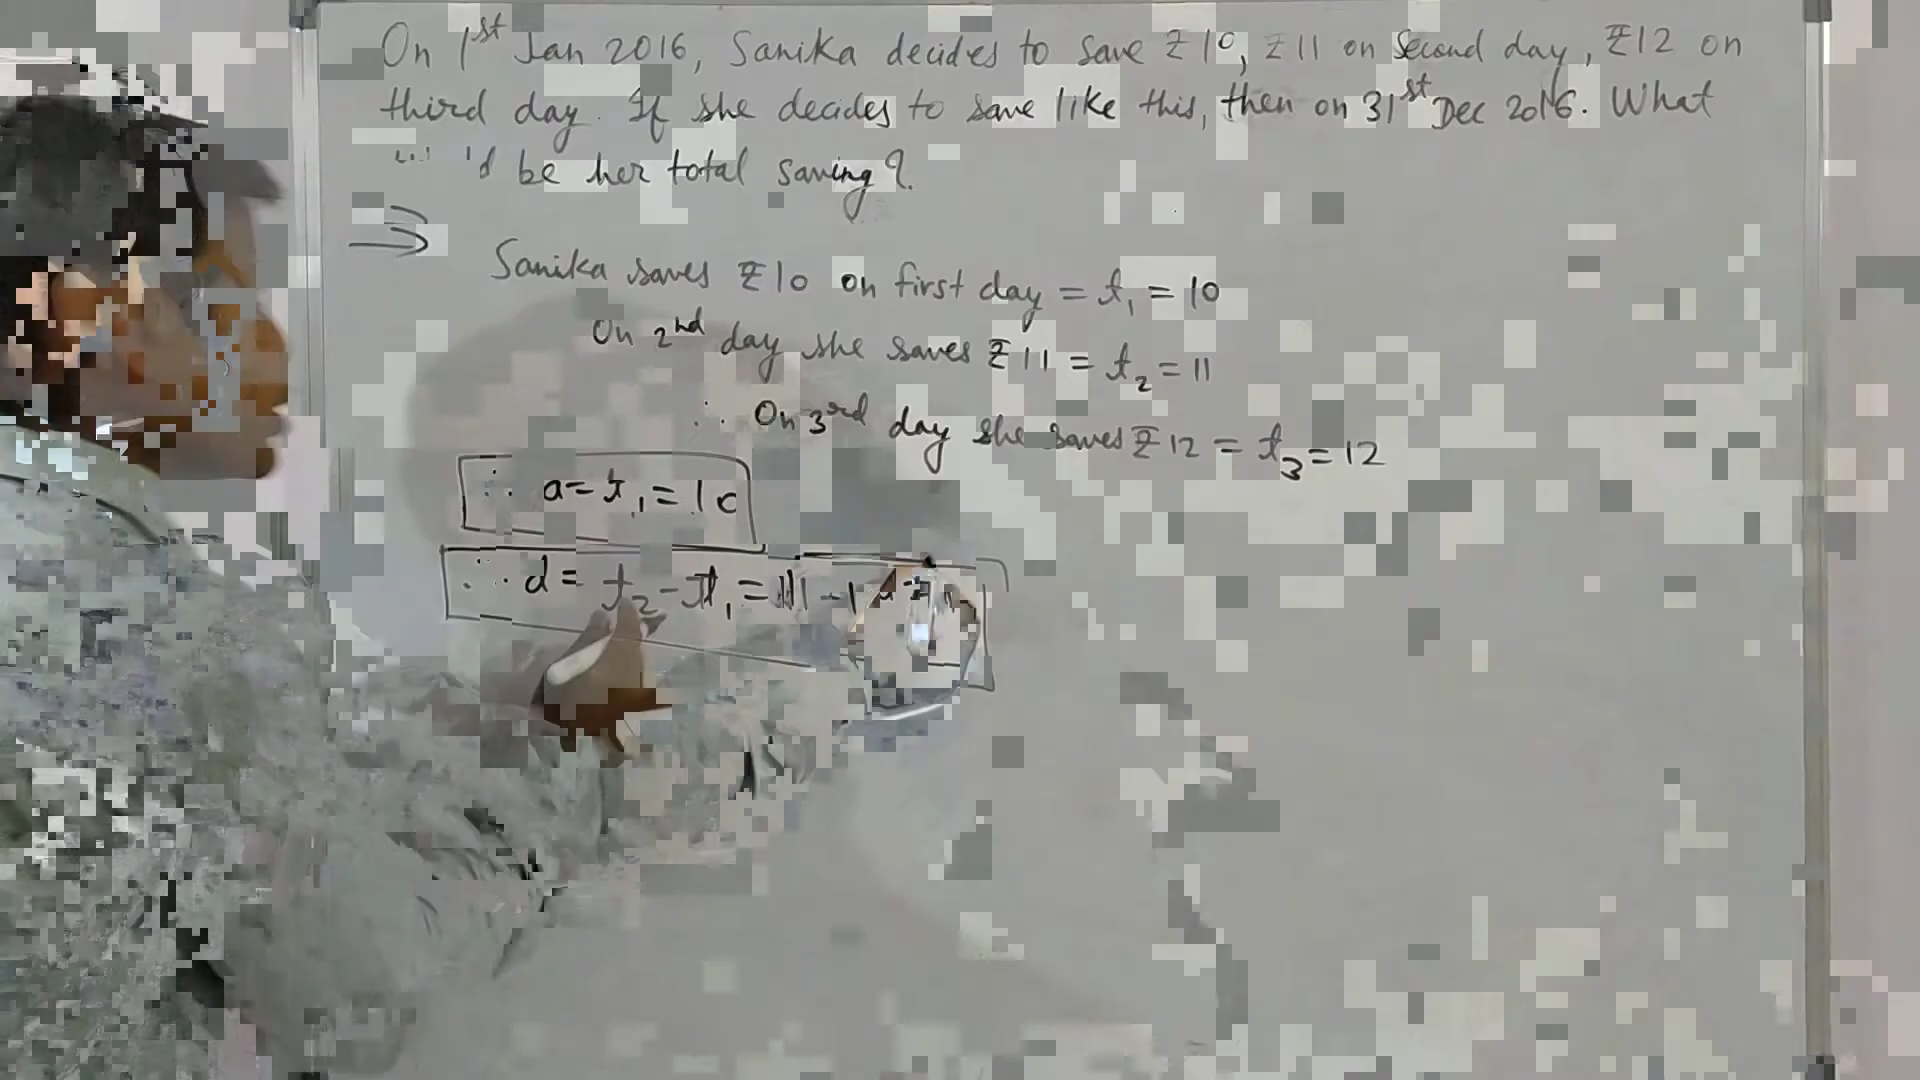 On 1st Jan 2016, Sanika decides to save ₹10, ₹11 on second day, ₹12 on
third day. If she decides to save like this, then on 31st Dec 2016. What
be her total saving?
⇒
Sanika saves ₹10 on first day = t₁ = 10
On 2nd day she saves ₹11 = t₂ = 11
∴ On 3rd day she saves ₹12 = t₃ = 12
∴ a = t₁ = 10
∴ d = t₂ - t₁ = 11 - 1